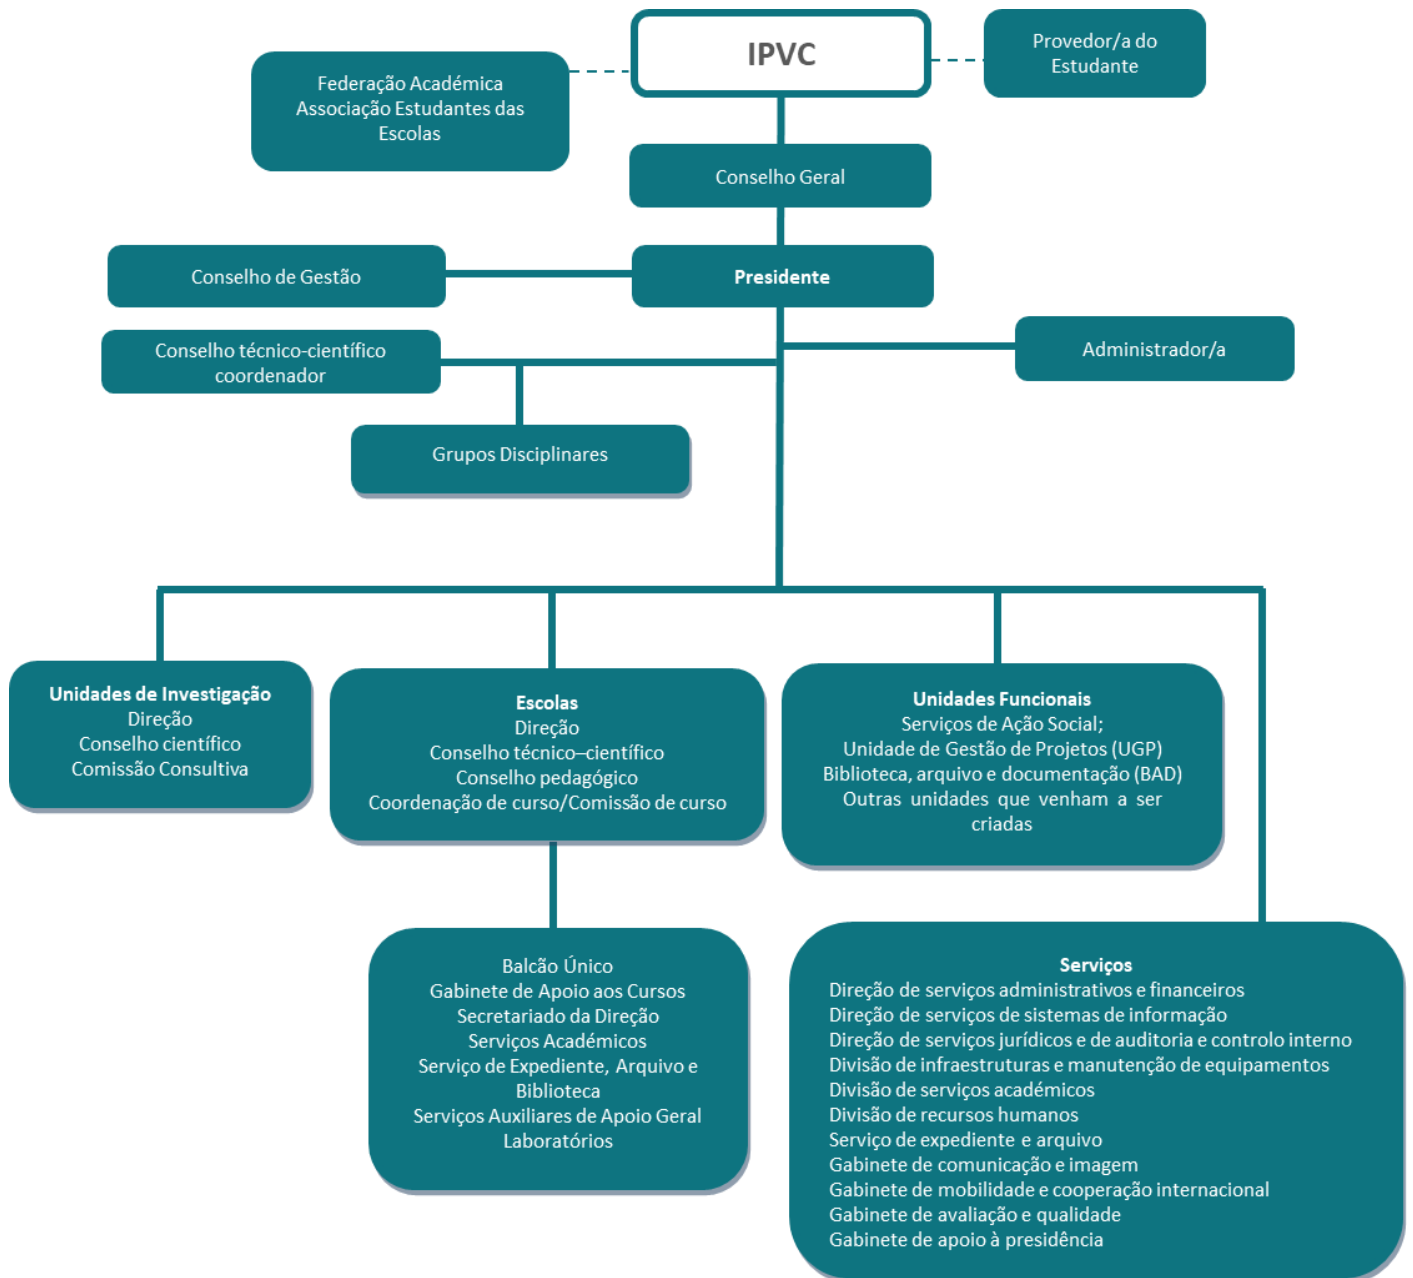 IPVC
Provedor/a do
Estudante
Federação Académica
Associação Estudantes das
Escolas
Conselho Geral
Conselho de Gestão
Presidente
Conselho técnico-científico
coordenador
Administrador/a
Grupos Disciplinares
Unidades de Investigação
Direção
Conselho científico
Comissão Consultiva
Escolas
Direção
Conselho técnico–científico
Conselho pedagógico
Coordenação de curso/Comissão de curso
Unidades Funcionais
Serviços de Ação Social;
Unidade de Gestão de Projetos (UGP)
Biblioteca, arquivo e documentação (BAD)
Outras unidades que venham a ser
criadas
Balcão Único
Gabinete de Apoio aos Cursos
Secretariado da Direção
Serviços Académicos
Serviço de Expediente, Arquivo e
Biblioteca
Serviços Auxiliares de Apoio Geral
Laboratórios
Serviços
Direção de serviços administrativos e financeiros
Direção de serviços de sistemas de informação
Direção de serviços jurídicos e de auditoria e controlo interno
Divisão de infraestruturas e manutenção de equipamentos
Divisão de serviços académicos
Divisão de recursos humanos
Serviço de expediente e arquivo
Gabinete de comunicação e imagem
Gabinete de mobilidade e cooperação internacional
Gabinete de avaliação e qualidade
Gabinete de apoio à presidência